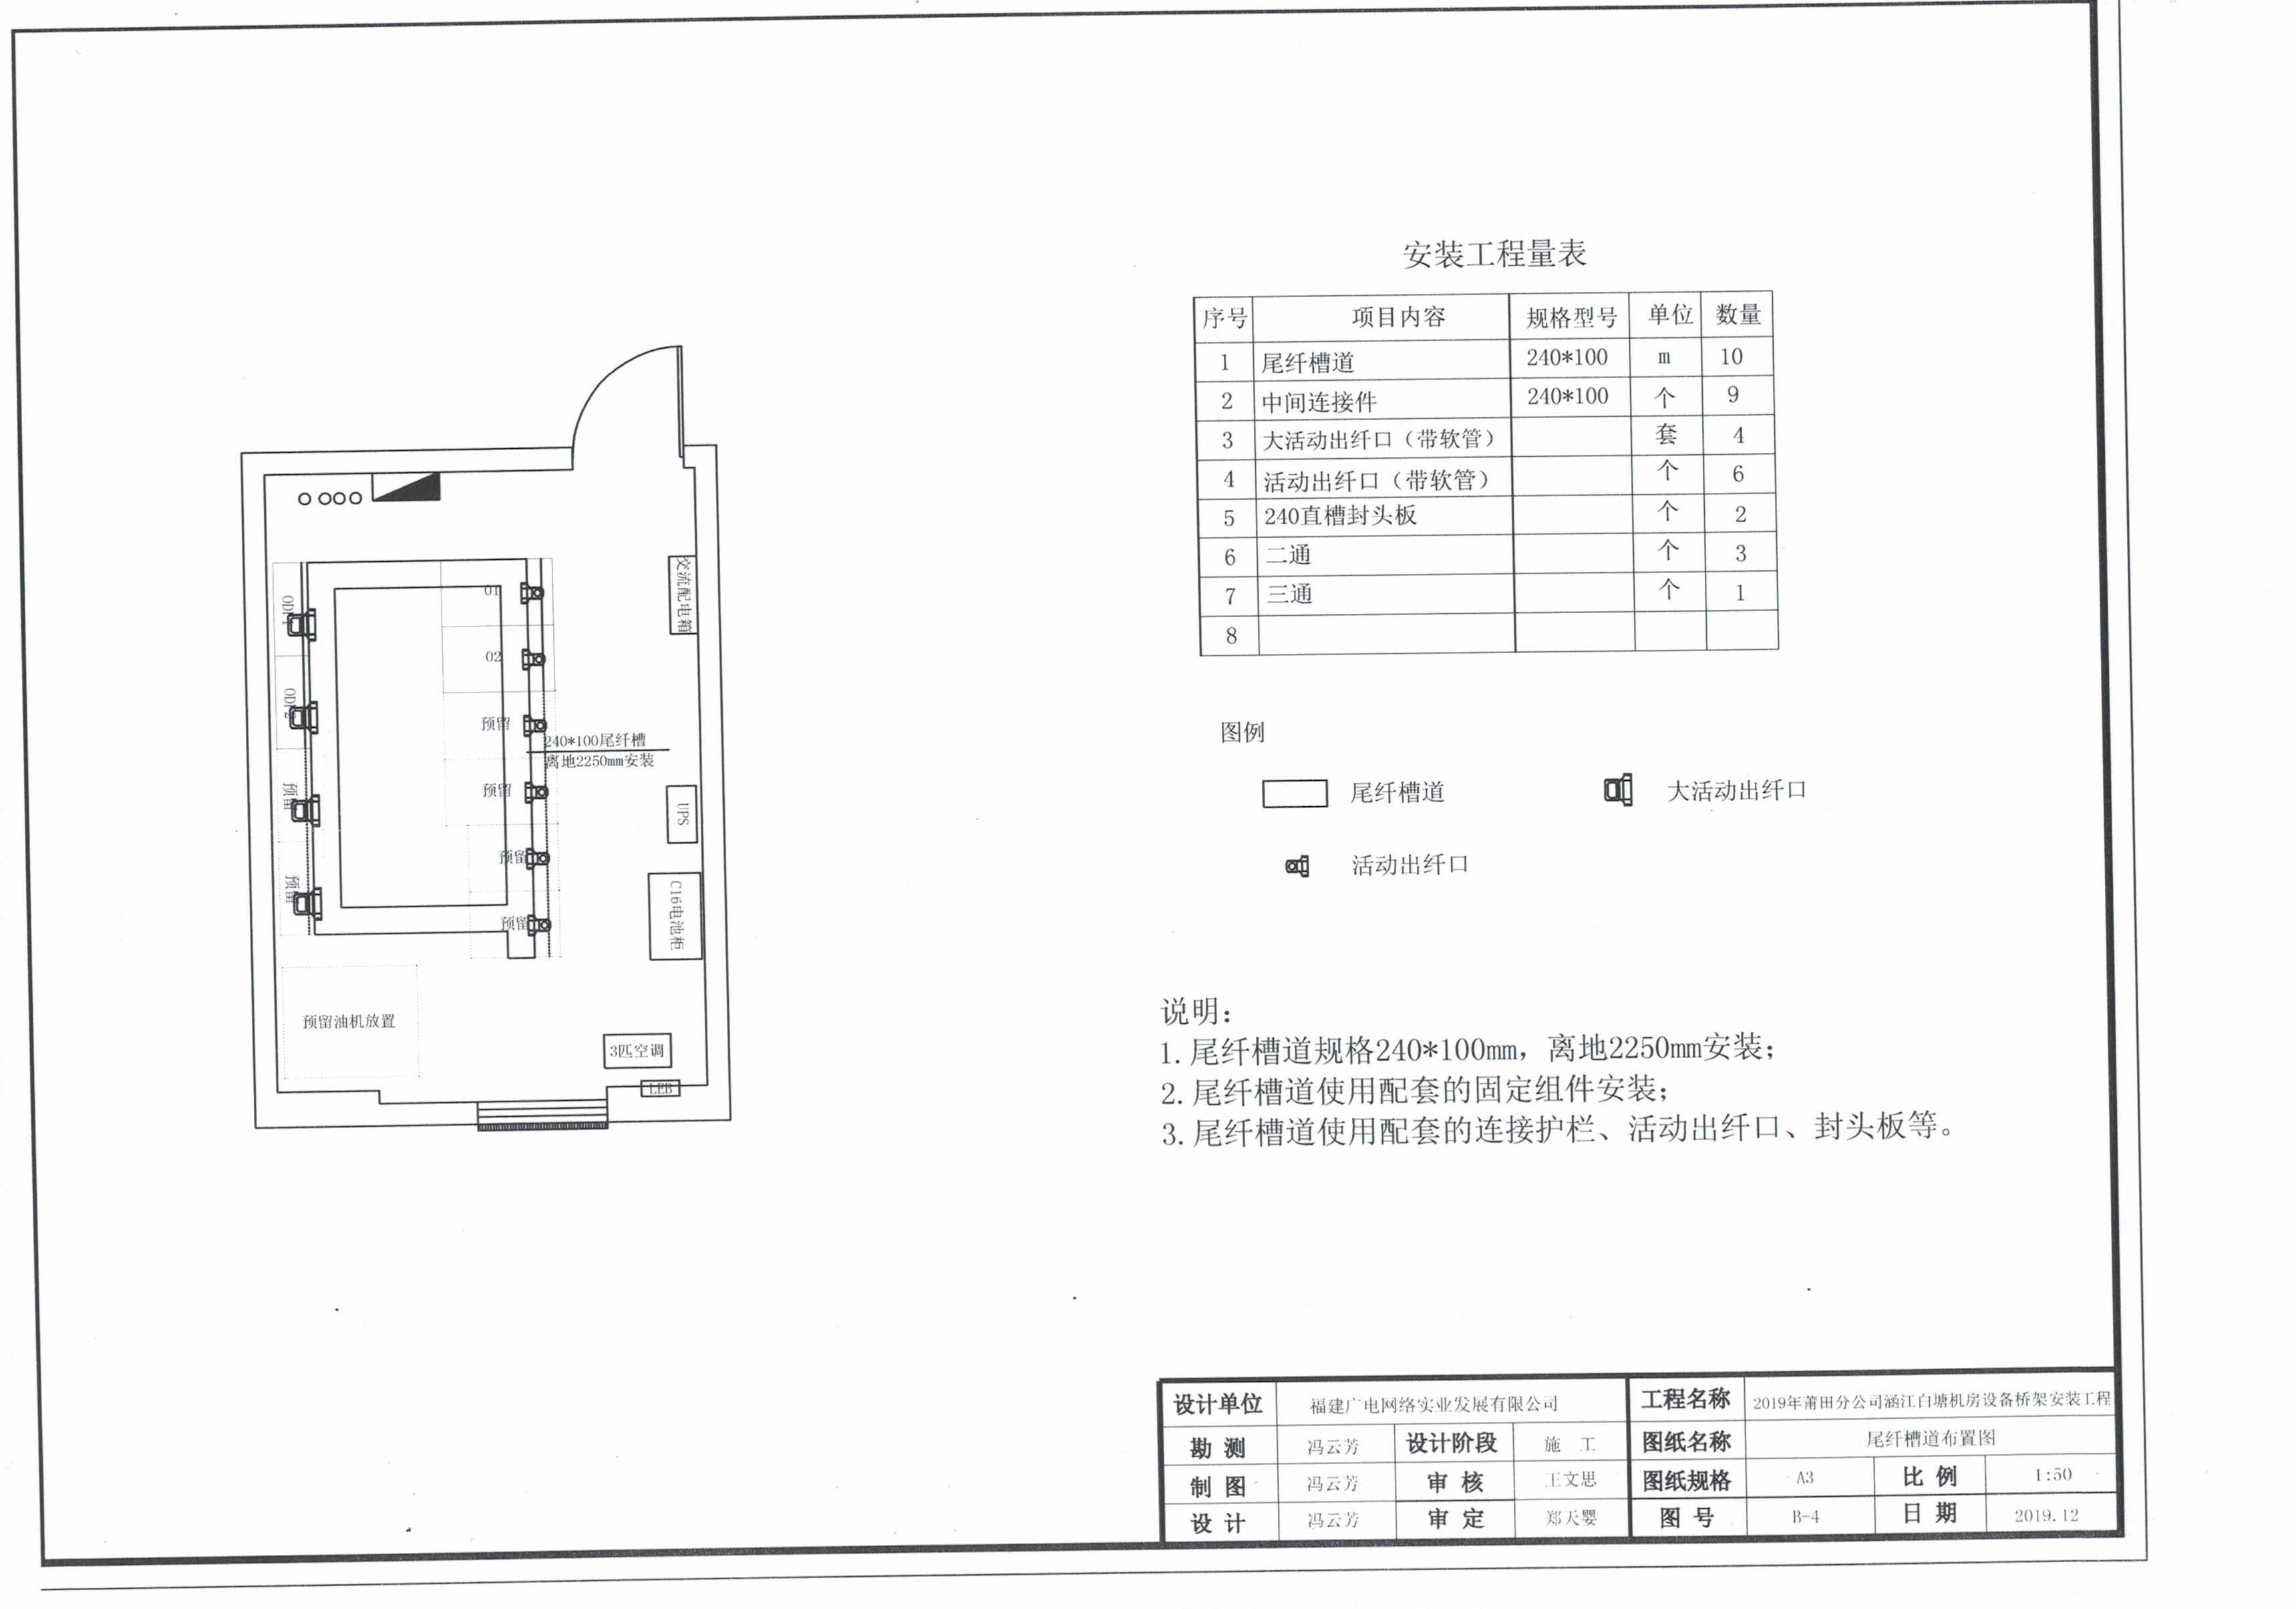 安装工程量表
序号 项目内容 规格型号 单位 数量
1 尾纤槽道 240*100 m 10
2 中间连接件 240*100 个 9
3 大活动出纤口（带软管） 套 4
4 活动出纤口（带软管） 个 6
5 240直槽封头板 个 2
6 二通 个 3
7 三通 个 1
8
图例
尾纤槽道
大活动出纤口
活动出纤口
01
02
预留
预留
预留
预留
预留
预留
交流配电箱
240*100尾纤槽
离地2250mm安装
UPS
C16电池柜
预留油机放置
3匹空调
说明：
1.尾纤槽道规格240*100mm，离地2250mm安装；
2.尾纤槽道使用配套的固定组件安装；
3.尾纤槽道使用配套的连接护栏、活动出纤口、封头板等。
设计单位 福建广电网络实业发展有限公司 工程名称 2019年莆田分公司涵江白塘机房设备桥架安装工程
勘测 冯云芳 设计阶段 施 工 图纸名称 尾纤槽道布置图
制图 冯云芳 审核 王文思 图纸规格 A3 比例 1:50
设计 冯云芳 审定 郑天婴 图号 B-4 日期 2019.12